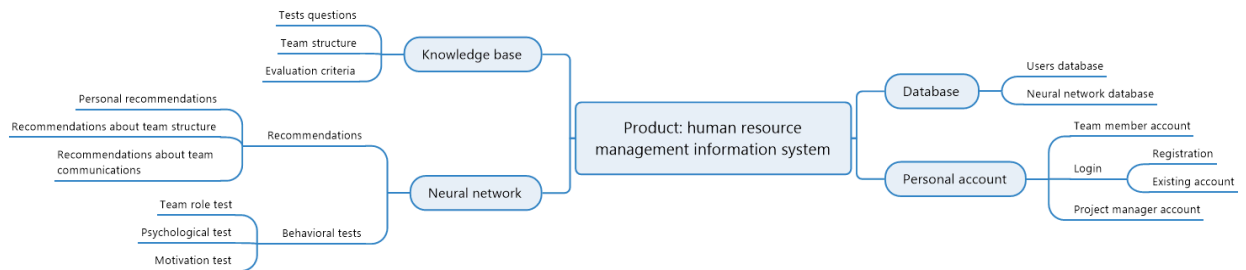 Tests questions
Team structure
Evaluation criteria
Knowledge base
Personal recommendations
Recommendations about team structure
Recommendations about team
communications
Recommendations
Neural network
Team role test
Psychological test
Motivation test
Behavioral tests
Product: human resource
management information system
Database
Users database
Neural network database
Personal account
Team member account
Login
Registration
Existing account
Project manager account